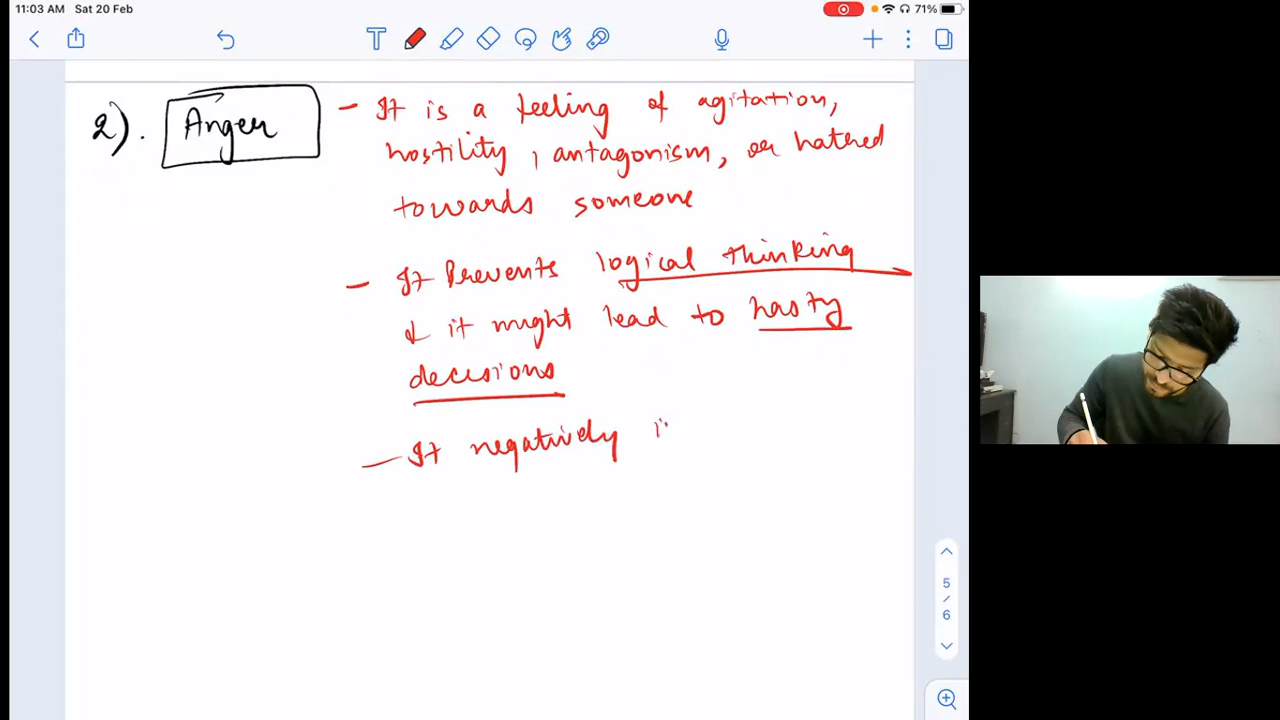 11:03 AM Sat 20 Feb
71%
2). Anger
- It is a feeling of agitation,
hostility, antagonism, or hatred
towards someone
- It Prevents logical thinking
& it might lead to hasty
decisions
- It negatively i
5
/
6